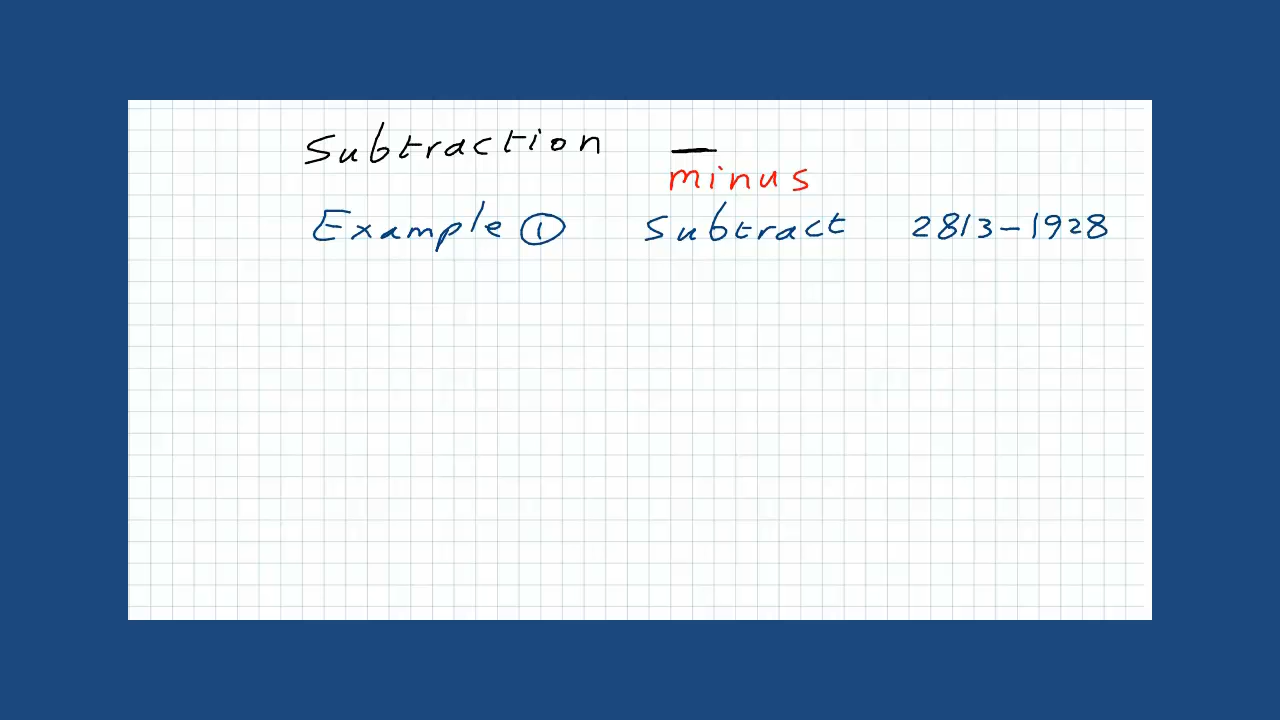 Subtraction —
minus
Example ① Subtract 2813-1928